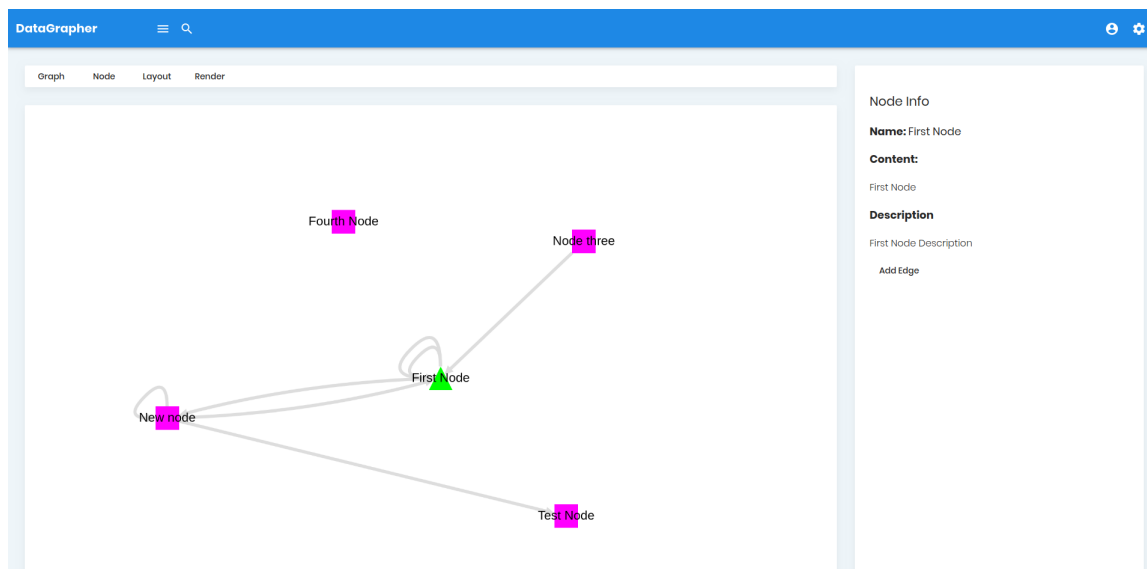 DataGrapher
Graph Node Layout Render
Fourth Node
Node three
First Node
New node
Test Node
Node Info
Name: First Node
Content:
First Node
Description
First Node Description
Add Edge